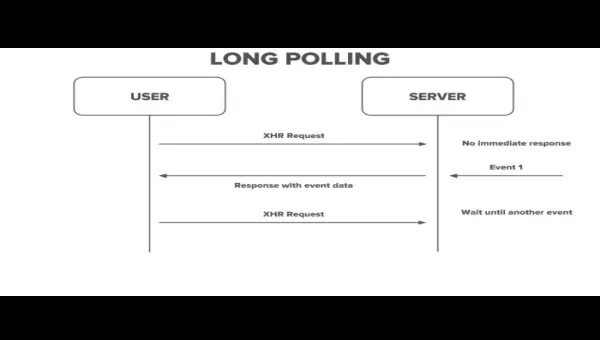 LONG POLLING
USER
SERVER
XHR Request
No immediate response
Event 1
Response with event data
XHR Request
Wait until another event